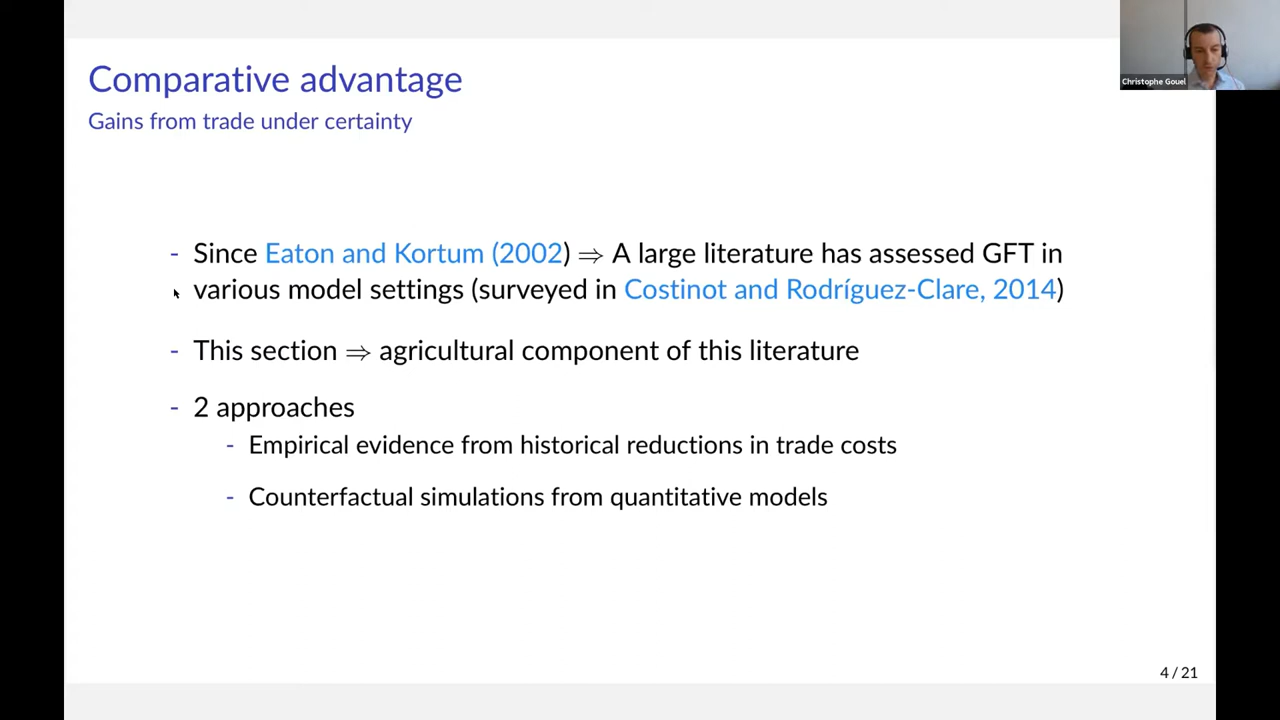 Comparative advantage
Gains from trade under certainty
Christophe Gouel
- Since Eaton and Kortum (2002) ⇒ A large literature has assessed GFT in
various model settings (surveyed in Costinot and Rodríguez-Clare, 2014)
- This section ⇒ agricultural component of this literature
- 2 approaches
- Empirical evidence from historical reductions in trade costs
- Counterfactual simulations from quantitative models
4 / 21